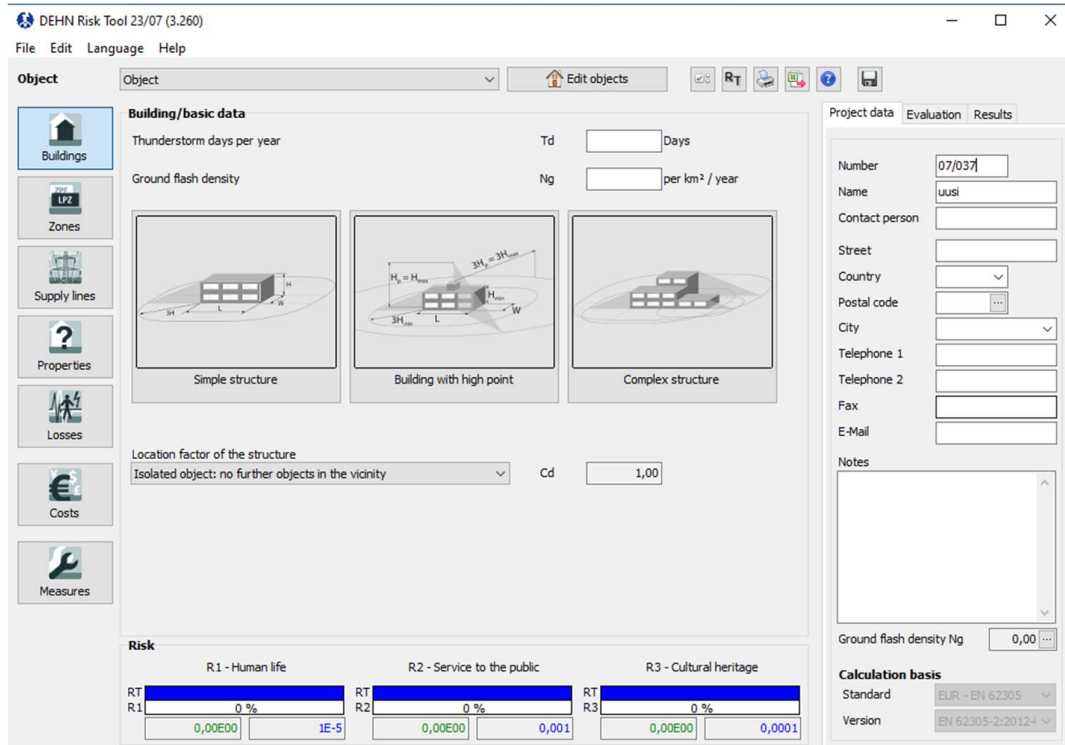 DEHN Risk Tool 23/07 (3.260)
File Edit Language Help
Object Object Edit objects RT
Buildings
Zones
LPZ
Supply lines
Properties
Losses
Costs
Measures
Building/basic data
Thunderstorm days per year Td Days
Ground flash density Ng per km² / year
H
W
L
3H
Simple structure
Hp = Hmax
3Hp = 3Hmax
Hmin
W
L
3Hmin
Building with high point
Complex structure
Location factor of the structure
Isolated object: no further objects in the vicinity Cd 1,00
Risk
R1 - Human life R2 - Service to the public R3 - Cultural heritage
RT RT RT
R1 0 % R2 0 % R3 0 %
0,00E00 1E-5 0,00E00 0,001 0,00E00 0,0001
Project data Evaluation Results
Number 07/037
Name uusi
Contact person
Street
Country
Postal code ...
City
Telephone 1
Telephone 2
Fax
E-Mail
Notes
Ground flash density Ng 0,00 ...
Calculation basis
Standard EUR - EN 62305
Version EN 62305-2:2012-